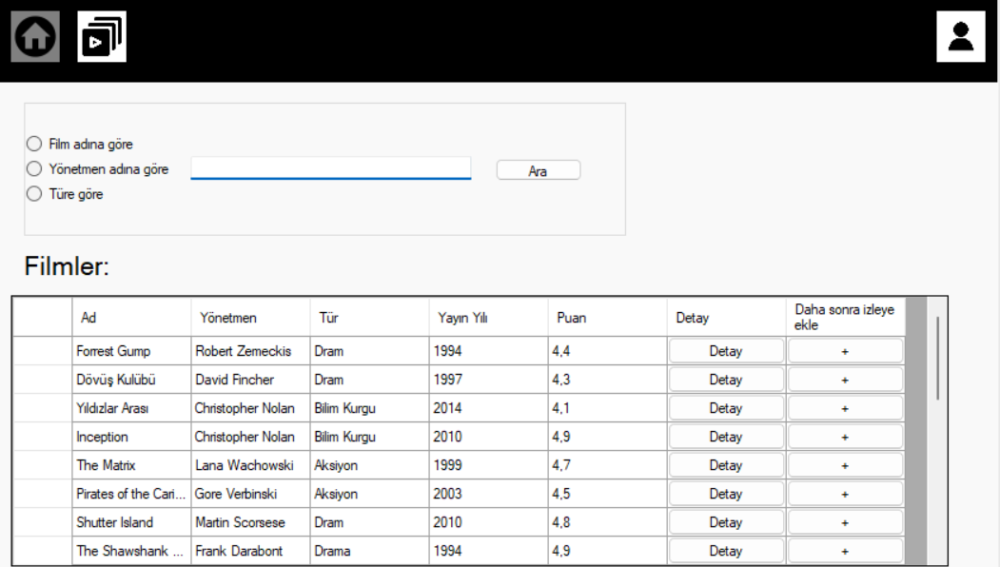 Film adına göre
Yönetmen adına göre
Ara
Türe göre
Filmler:
Ad Yönetmen Tür Yayın Yılı Puan Detay Daha sonra izleye ekle
Forrest Gump Robert Zemeckis Dram 1994 4,4 Detay +
Dövüş Kulübü David Fincher Dram 1997 4,3 Detay +
Yıldızlar Arası Christopher Nolan Bilim Kurgu 2014 4,1 Detay +
Inception Christopher Nolan Bilim Kurgu 2010 4,9 Detay +
The Matrix Lana Wachowski Aksiyon 1999 4,7 Detay +
Pirates of the Cari... Gore Verbinski Aksiyon 2003 4,5 Detay +
Shutter Island Martin Scorsese Dram 2010 4,8 Detay +
The Shawshank ... Frank Darabont Drama 1994 4,9 Detay +